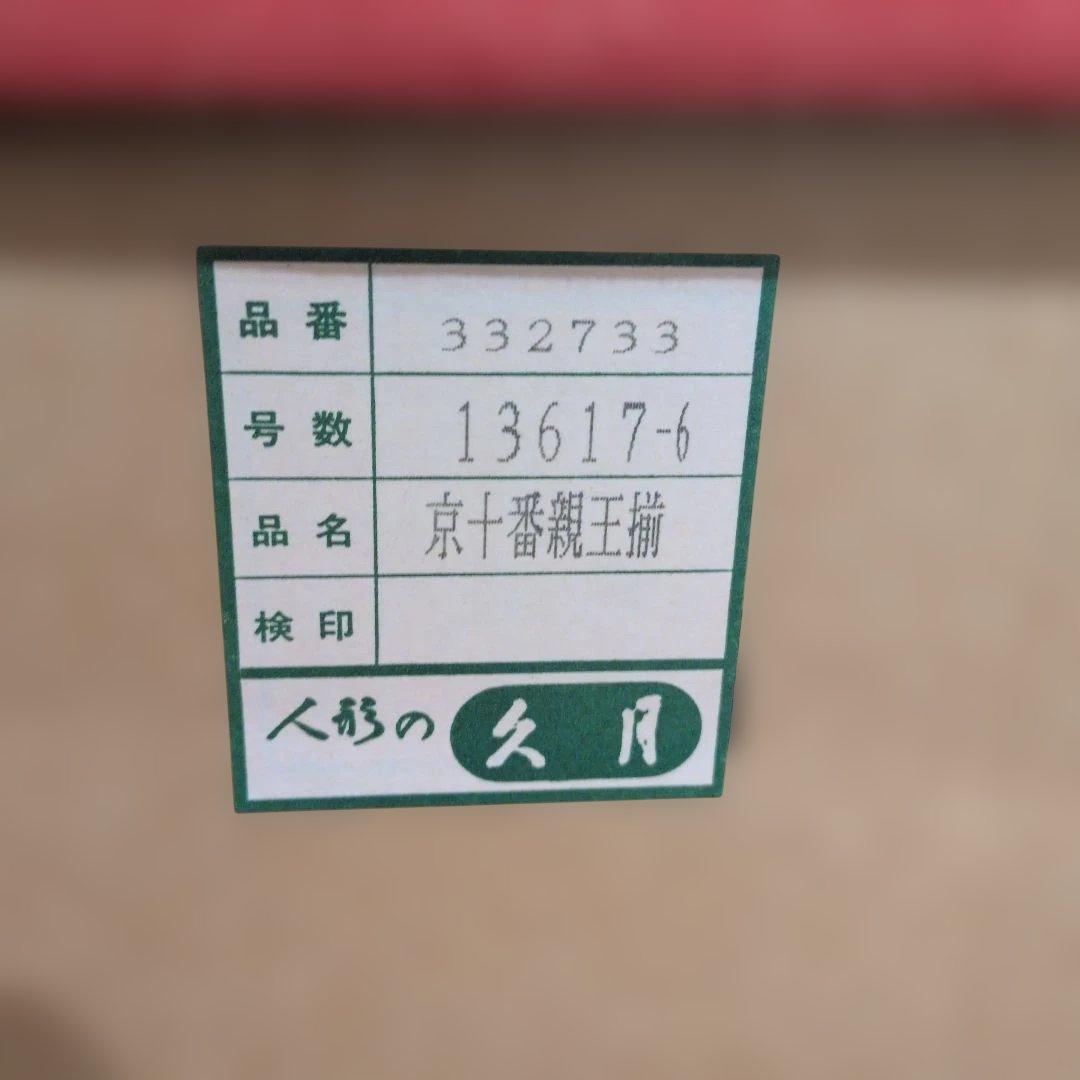 品番 332733
号数 13617-6
品名 京十番親王揃
検印
人形の久月